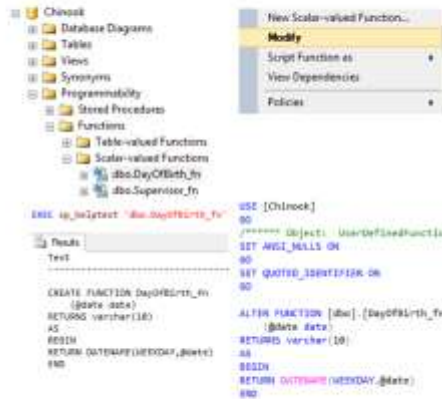 Chinook
Database Diagrams
Tables
Views
Synonyms
Programmability
Stored Procedures
Functions
Table-valued Functions
Scalar-valued Functions
dbo.DayOfBirth_fn
dbo.Supervisor_fn
New Scalar-valued Function...
Modify
Script Function as
View Dependencies
Policies
EXEC sp_helptext 'dbo.DayOfBirth_fn'
Results
Text
CREATE FUNCTION DayOfBirth_fn
(@date date)
RETURNS varchar(10)
AS
BEGIN
RETURN DATENAME(WEEKDAY,@date)
END
USE [Chinook]
GO
/****** Object: UserDefinedFunctio
SET ANSI_NULLS ON
GO
SET QUOTED_IDENTIFIER ON
GO
ALTER FUNCTION [dbo].[DayOfBirth_fn
(@date date)
RETURNS varchar(10)
AS
BEGIN
RETURN DATENAME(WEEKDAY,@date)
END